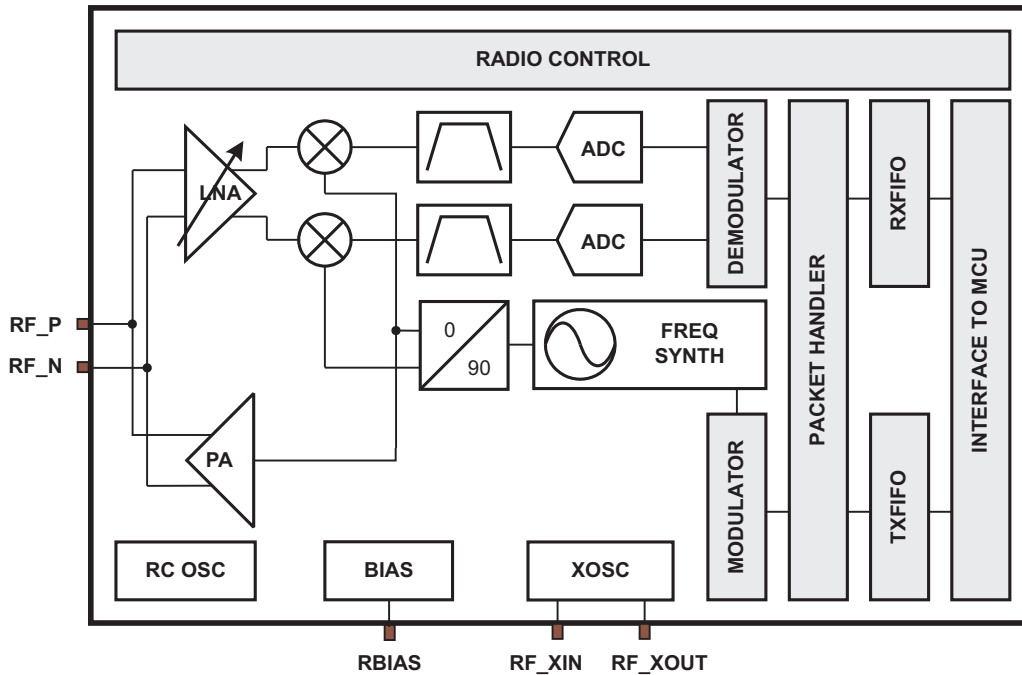 RADIO CONTROL
LNA
ADC
ADC
DEMODULATOR
PACKET HANDLER
RXFIFO
INTERFACE TO MCU
RF_P
RF_N
0
90
FREQ
SYNTH
PA
MODULATOR
TXFIFO
RC OSC
BIAS
XOSC
RBIAS
RF_XIN
RF_XOUT